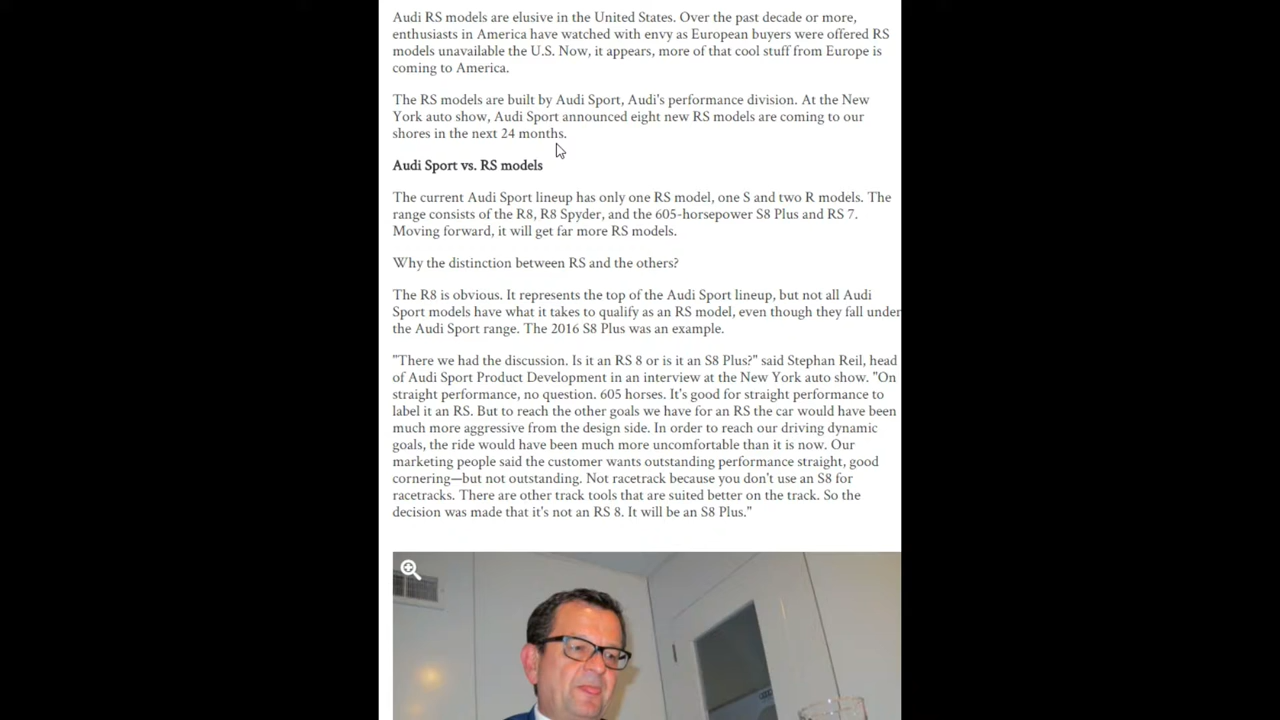 Audi RS models are elusive in the United States. Over the past decade or more,
enthusiasts in America have watched with envy as European buyers were offered RS
models unavailable the U.S. Now, it appears, more of that cool stuff from Europe is
coming to America.
The RS models are built by Audi Sport, Audi's performance division. At the New
York auto show, Audi Sport announced eight new RS models are coming to our
shores in the next 24 months.
Audi Sport vs. RS models
The current Audi Sport lineup has only one RS model, one S and two R models. The
range consists of the R8, R8 Spyder, and the 605-horsepower S8 Plus and RS 7.
Moving forward, it will get far more RS models.
Why the distinction between RS and the others?
The R8 is obvious. It represents the top of the Audi Sport lineup, but not all Audi
Sport models have what it takes to qualify as an RS model, even though they fall under
the Audi Sport range. The 2016 S8 Plus was an example.
"There we had the discussion. Is it an RS 8 or is it an S8 Plus?" said Stephan Reil, head
of Audi Sport Product Development in an interview at the New York auto show. "On
straight performance, no question. 605 horses. It's good for straight performance to
label it an RS. But to reach the other goals we have for an RS the car would have been
much more aggressive from the design side. In order to reach our driving dynamic
goals, the ride would have been much more uncomfortable than it is now. Our
marketing people said the customer wants outstanding performance straight, good
cornering—but not outstanding. Not racetrack because you don't use an S8 for
racetracks. There are other track tools that are suited better on the track. So the
decision was made that it's not an RS 8. It will be an S8 Plus."